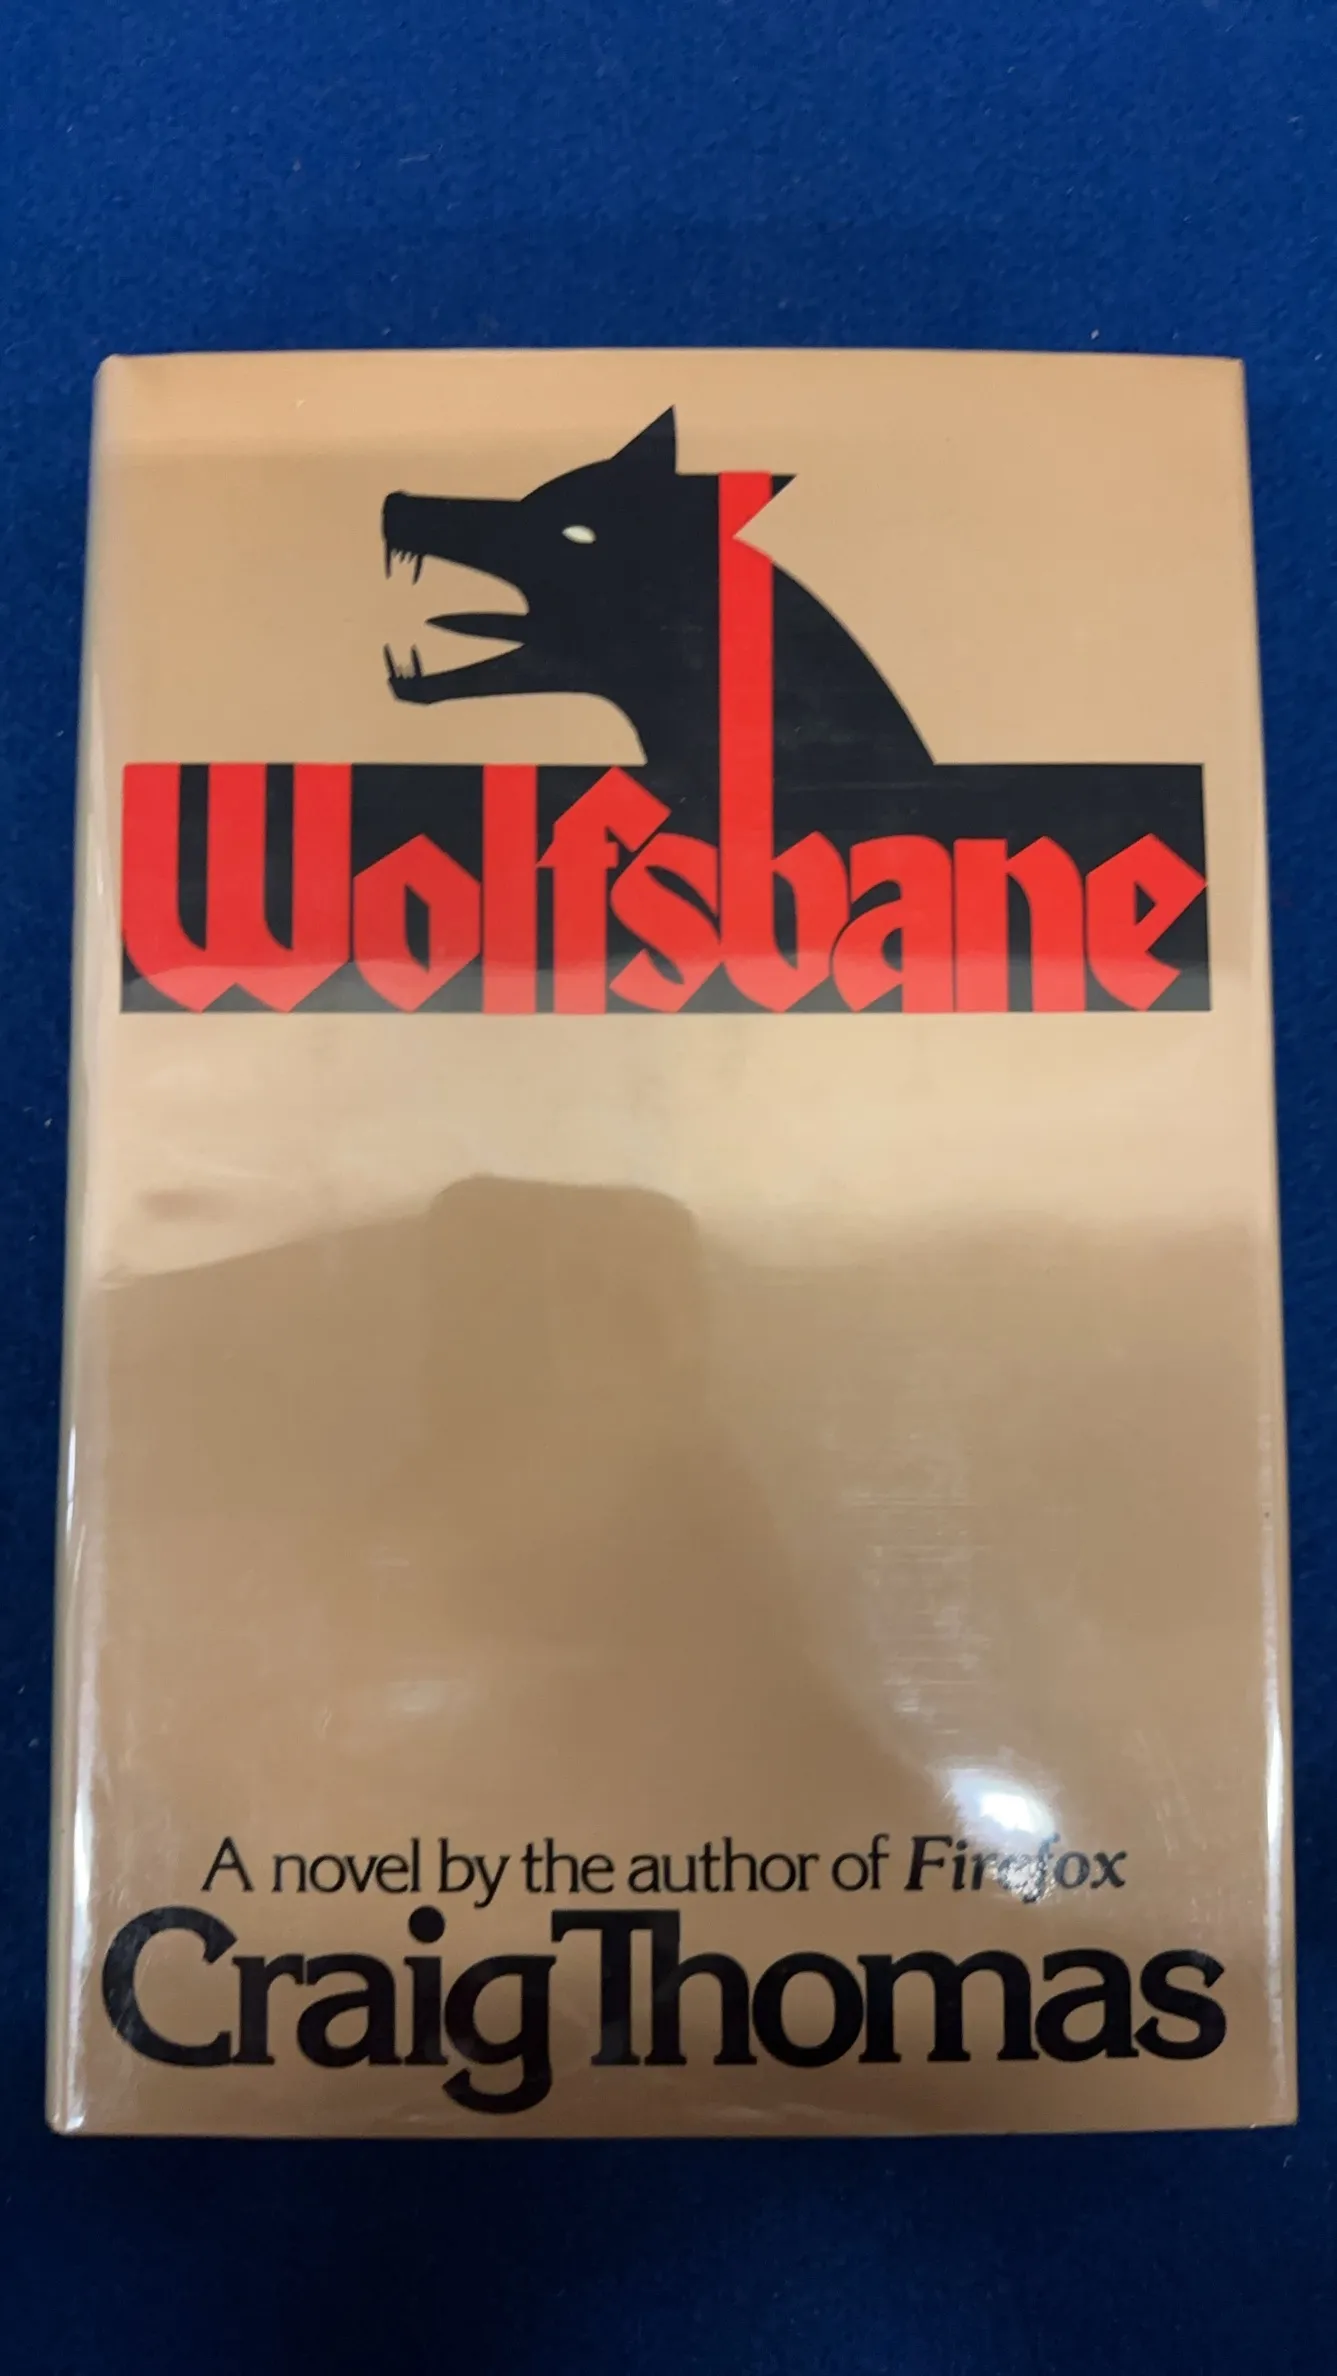 Wolfsbane
A novel by the author of Firefox
Craig Thomas